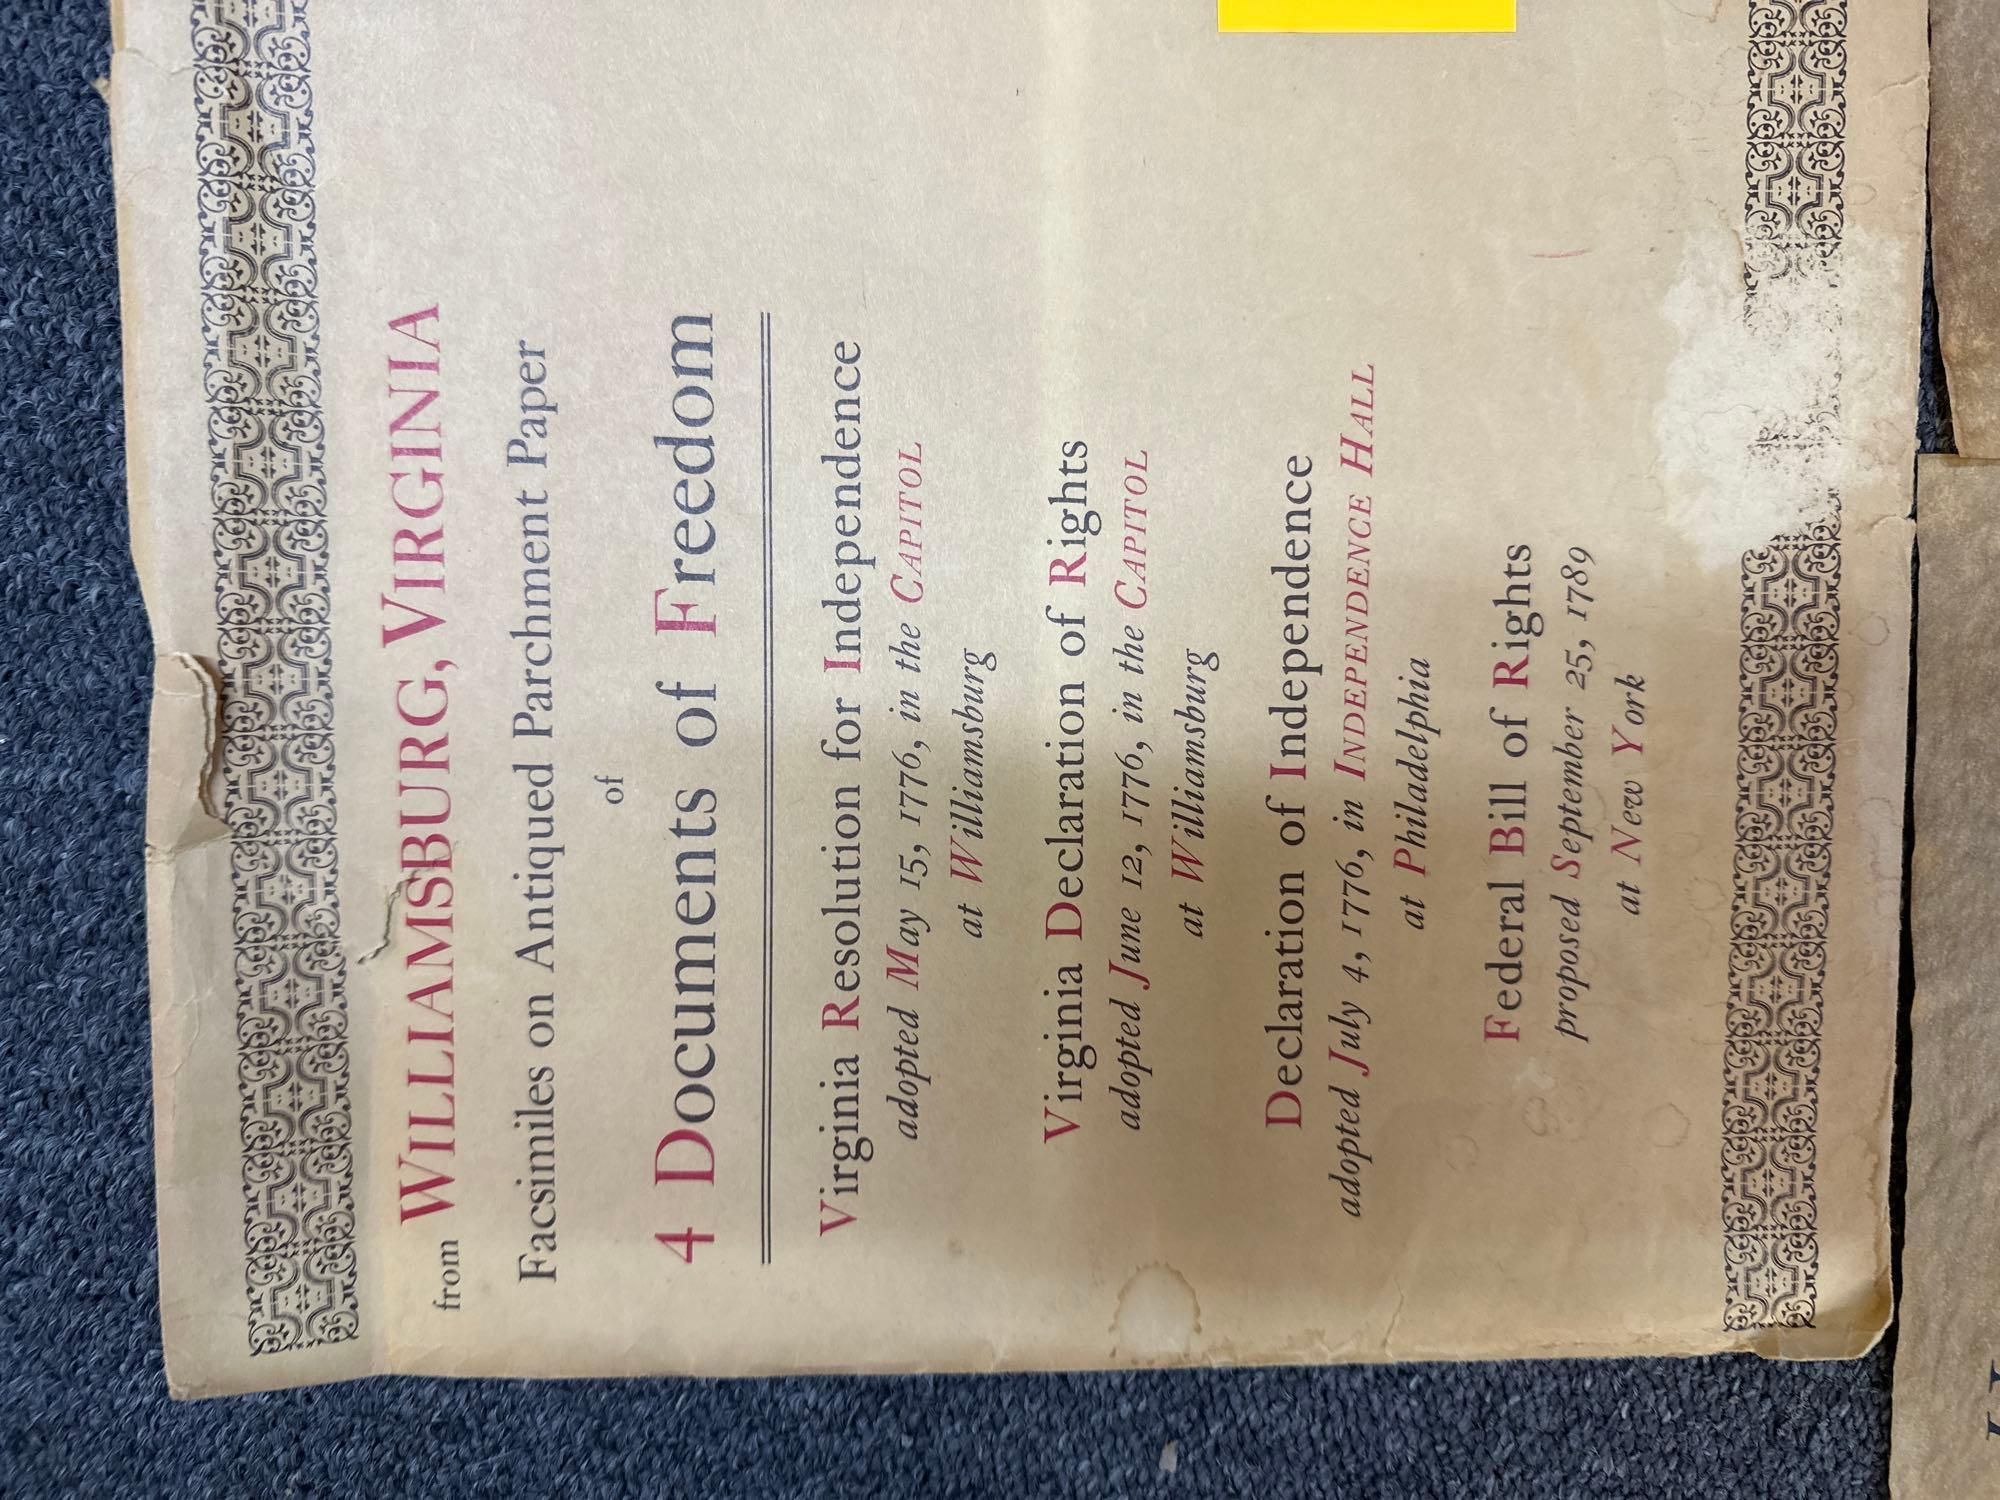 from WILLIAMSBURG, VIRGINIA
Facsimiles on Antiqued Parchment Paper
of
4 Documents of Freedom
Virginia Resolution for Independence
adopted May 15, 1776, in the CAPITOL
at Williamsburg
Virginia Declaration of Rights
adopted June 12, 1776, in the CAPITOL
at Williamsburg
Declaration of Independence
adopted July 4, 1776, in INDEPENDENCE HALL
at Philadelphia
Federal Bill of Rights
proposed September 25, 1789
at New York